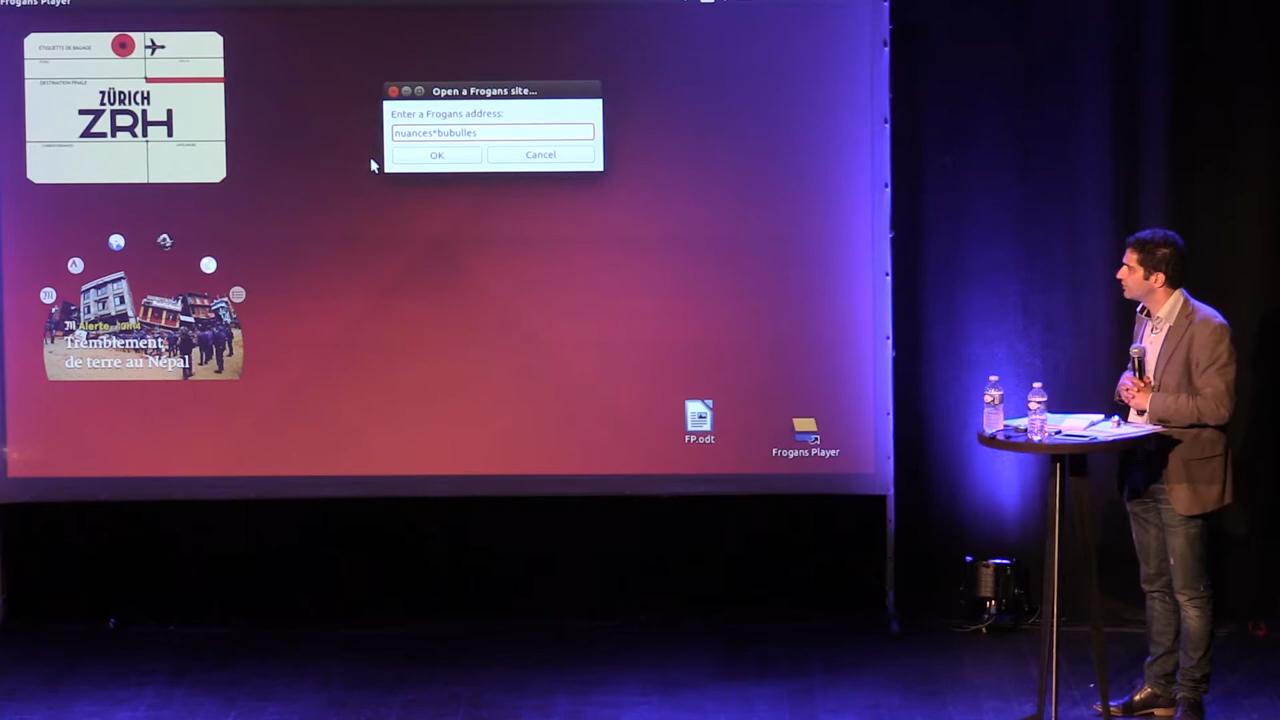 Frogans Player
ETIQUETTE DE BAGAGE
DESTINATION FINALE
ZÜRICH
ZRH
Open a Frogans site...
Enter a Frogans address:
nuances*bubulles
OK
Cancel
Alerte
Tremblement
de terre au Népal
FP.odt
Frogans Player